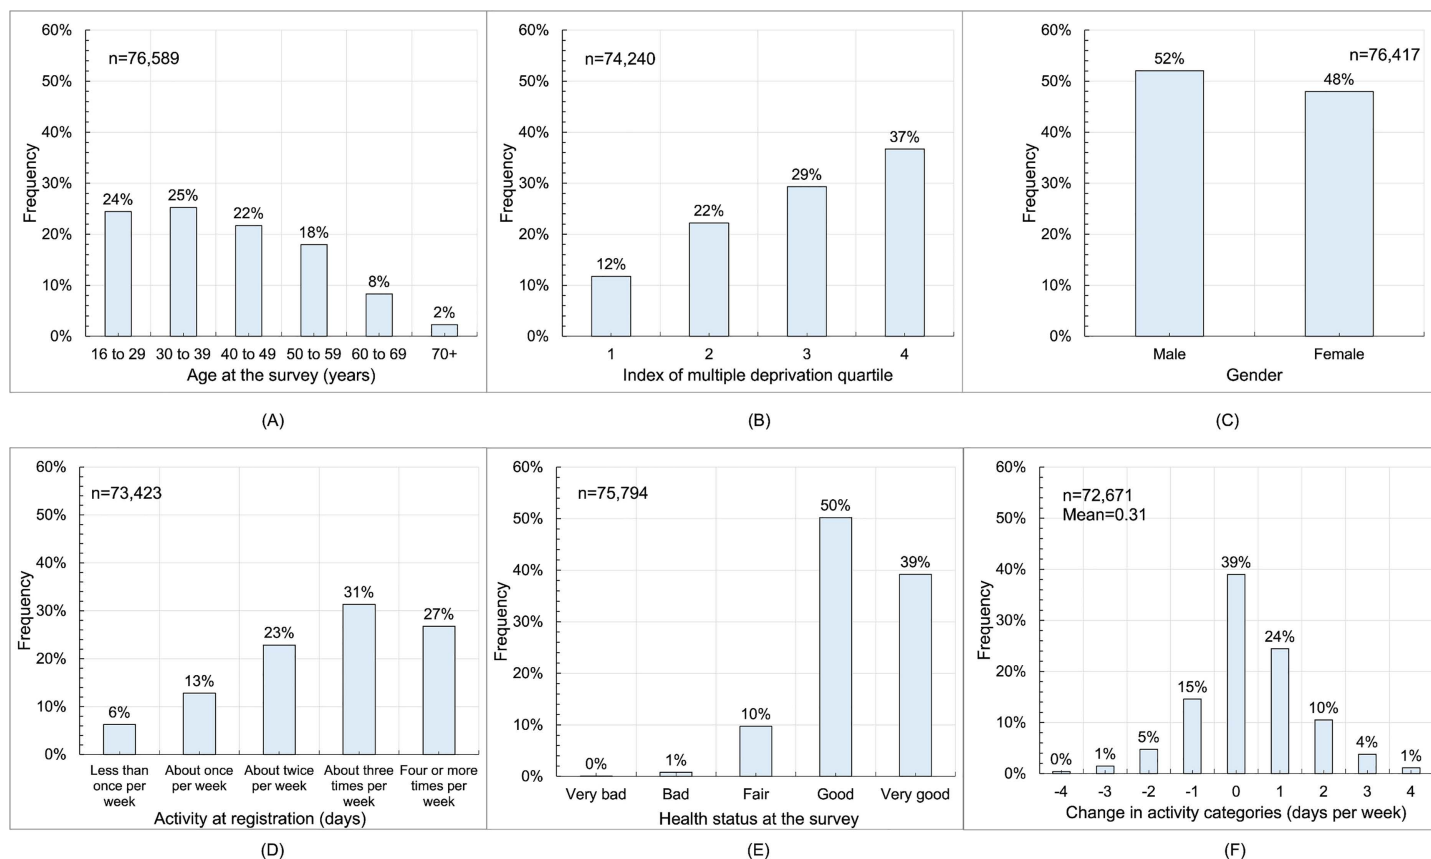 60%
50%
40%
30%
20%
10%
0%
Frequency
n=76,589
24%
25%
22%
18%
8%
2%
16 to 29 30 to 39 40 to 49 50 to 59 60 to 69 70+
Age at the survey (years)
(A)
60%
50%
40%
30%
20%
10%
0%
Frequency
n=74,240
12%
22%
29%
37%
1 2 3 4
Index of multiple deprivation quartile
(B)
60%
50%
40%
30%
20%
10%
0%
Frequency
n=76,417
52%
48%
Male Female
Gender
(C)
60%
50%
40%
30%
20%
10%
0%
Frequency
n=73,423
6%
13%
23%
31%
27%
Less than
once per
week
About once
per week
About twice
per week
About three
times per
week
Four or more
times per
week
Activity at registration (days)
(D)
60%
50%
40%
30%
20%
10%
0%
Frequency
n=75,794
0%
1%
10%
50%
39%
Very bad Bad Fair Good Very good
Health status at the survey
(E)
60%
50%
40%
30%
20%
10%
0%
Frequency
n=72,671
Mean=0.31
0%
1%
5%
15%
39%
24%
10%
4%
1%
-4 -3 -2 -1 0 1 2 3 4
Change in activity categories (days per week)
(F)